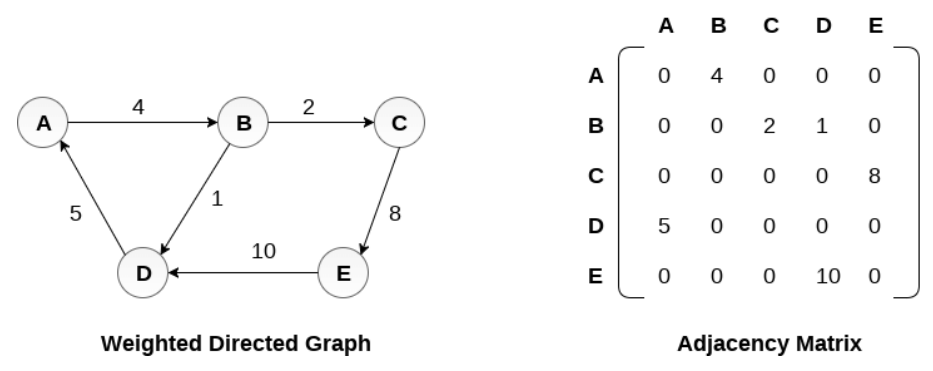 4
2
A
B
C
1
5
8
10
D
E
Weighted Directed Graph
A B C D E
A 0 4 0 0 0
B 0 0 2 1 0
C 0 0 0 0 8
D 5 0 0 0 0
E 0 0 0 10 0
Adjacency Matrix